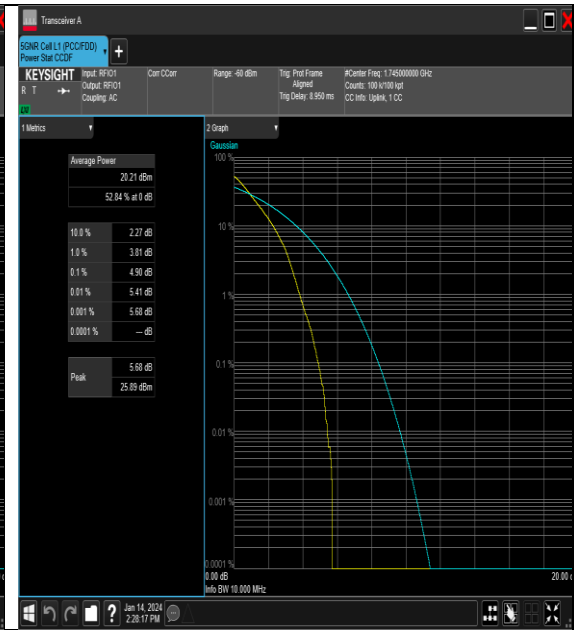 Transceiver A
5GNR Cell L1 (PCC/FDD)
Power Stat CCDF
+
KEYSIGHT
R T
LV
Input: RFIO1
Output: RFIO1
Coupling: AC
Corr CCorr
Range: -60 dBm
Trig: Prot Frame
Aligned
Trig Delay: 8.950 ms
#Center Freq: 1.745000000 GHz
Counts: 100 k/100 kpt
CC Info: Uplink, 1 CC
1 Metrics
Average Power
20.21 dBm
52.84 % at 0 dB
10.0 % 2.27 dB
1.0 % 3.81 dB
0.1 % 4.90 dB
0.01 % 5.41 dB
0.001 % 5.68 dB
0.0001 % --- dB
Peak
5.68 dB
25.89 dBm
2 Graph
Gaussian
100 %
10 %
1 %
0.1 %
0.01 %
0.001 %
0.0001 %
0.00 dB
20.00
Info BW 18.000 MHz
?
Jan 14, 2024
2:28:17 PM